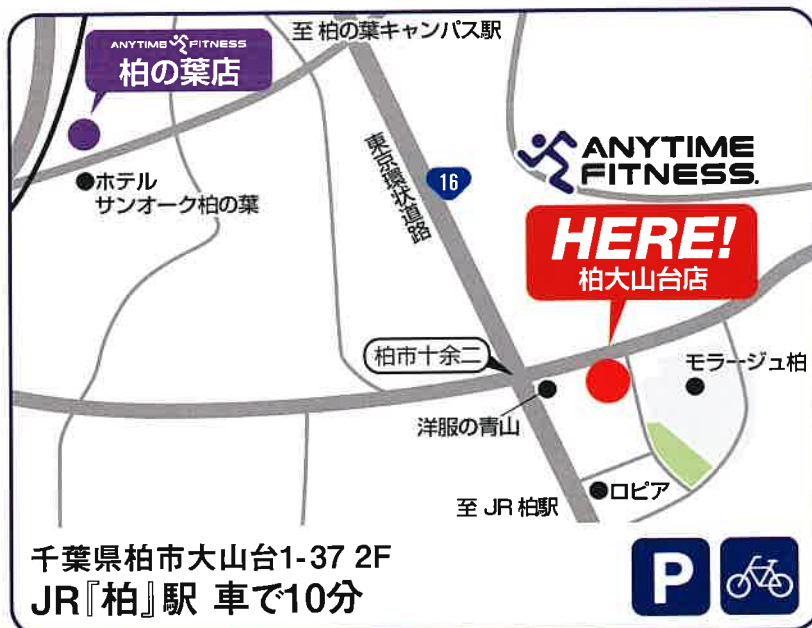 至 柏の葉キャンパス駅
ANYTIME FITNESS
柏の葉店
ホテル
サンオーク柏の葉
東京環状道路
16
ANYTIME
FITNESS.
HERE!
柏大山台店
柏市十余二
モラージュ柏
洋服の青山
ロピア
至 JR 柏駅
千葉県柏市大山台1-37 2F
JR『柏』駅 車で10分
P